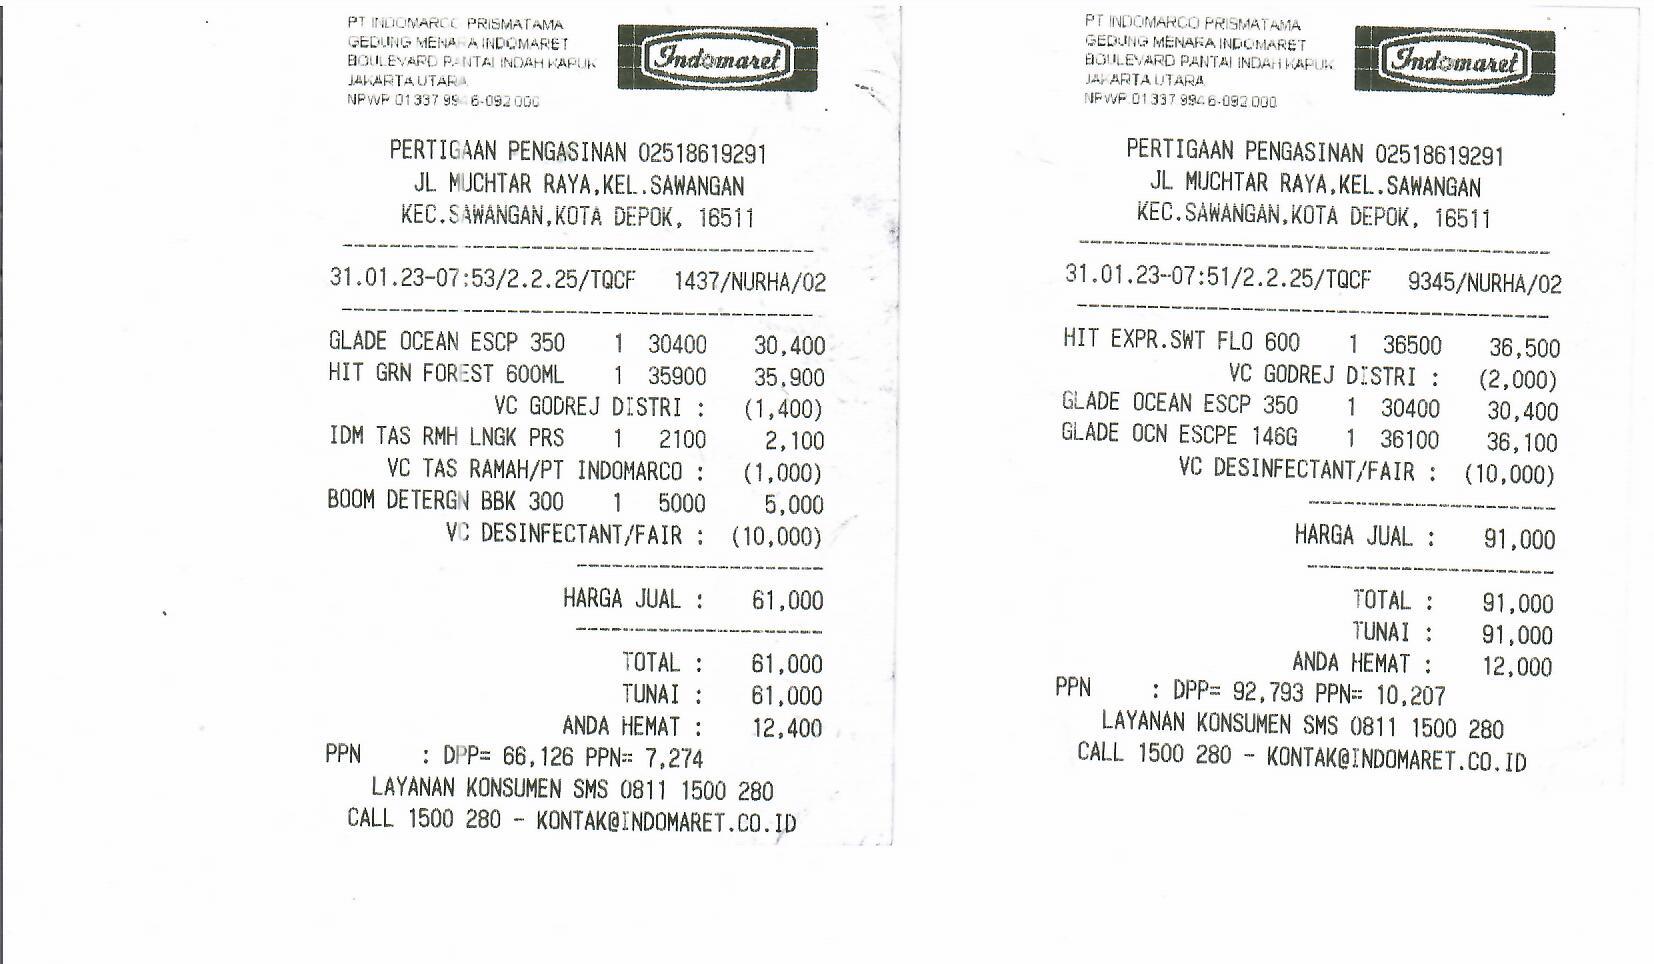 PT INDOMARCO PRISMATAMA
GEDUNG MENARA INDOMARET
BOULEVARD PANTAI INDAH KAPUK
JAKARTA UTARA
NPWP 01 337 994 6-092 000
Indomaret
PERTIGAAN PENGASINAN 02518619291
JL MUCHTAR RAYA,KEL.SAWANGAN
KEC.SAWANGAN,KOTA DEPOK, 16511
31.01.23-07:53/2.2.25/TQCF 1437/NURHA/02
GLADE OCEAN ESCP 350 1 30400 30,400
HIT GRN FOREST 600ML 1 35900 35,900
VC GODREJ DISTRI : (1,400)
IDM TAS RMH LNGK PRS 1 2100 2,100
VC TAS RAMAH/PT INDOMARCO : (1,000)
BOOM DETERGN BBK 300 1 5000 5,000
VC DESINFECTANT/FAIR : (10,000)
HARGA JUAL : 61,000
TOTAL : 61,000
TUNAI : 61,000
ANDA HEMAT : 12,400
PPN : DPP= 66,126 PPN= 7,274
LAYANAN KONSUMEN SMS 0811 1500 280
CALL 1500 280 - KONTAK@INDOMARET.CO.ID
PT INDOMARCO PRISMATAMA
GEDUNG MENARA INDOMARET
BOULEVARD PANTAI INDAH KAPUK
JAKARTA UTARA
NPWP 01 337 994 6-092 000
Indomaret
PERTIGAAN PENGASINAN 02518619291
JL MUCHTAR RAYA,KEL.SAWANGAN
KEC.SAWANGAN,KOTA DEPOK, 16511
31.01.23-07:51/2.2.25/TQCF 9345/NURHA/02
HIT EXPR.SWT FLO 600 1 36500 36,500
VC GODREJ DISTRI : (2,000)
GLADE OCEAN ESCP 350 1 30400 30,400
GLADE OCN ESCPE 146G 1 36100 36,100
VC DESINFECTANT/FAIR : (10,000)
HARGA JUAL : 91,000
TOTAL : 91,000
TUNAI : 91,000
ANDA HEMAT : 12,000
PPN : DPP= 92,793 PPN= 10,207
LAYANAN KONSUMEN SMS 0811 1500 280
CALL 1500 280 - KONTAK@INDOMARET.CO.ID